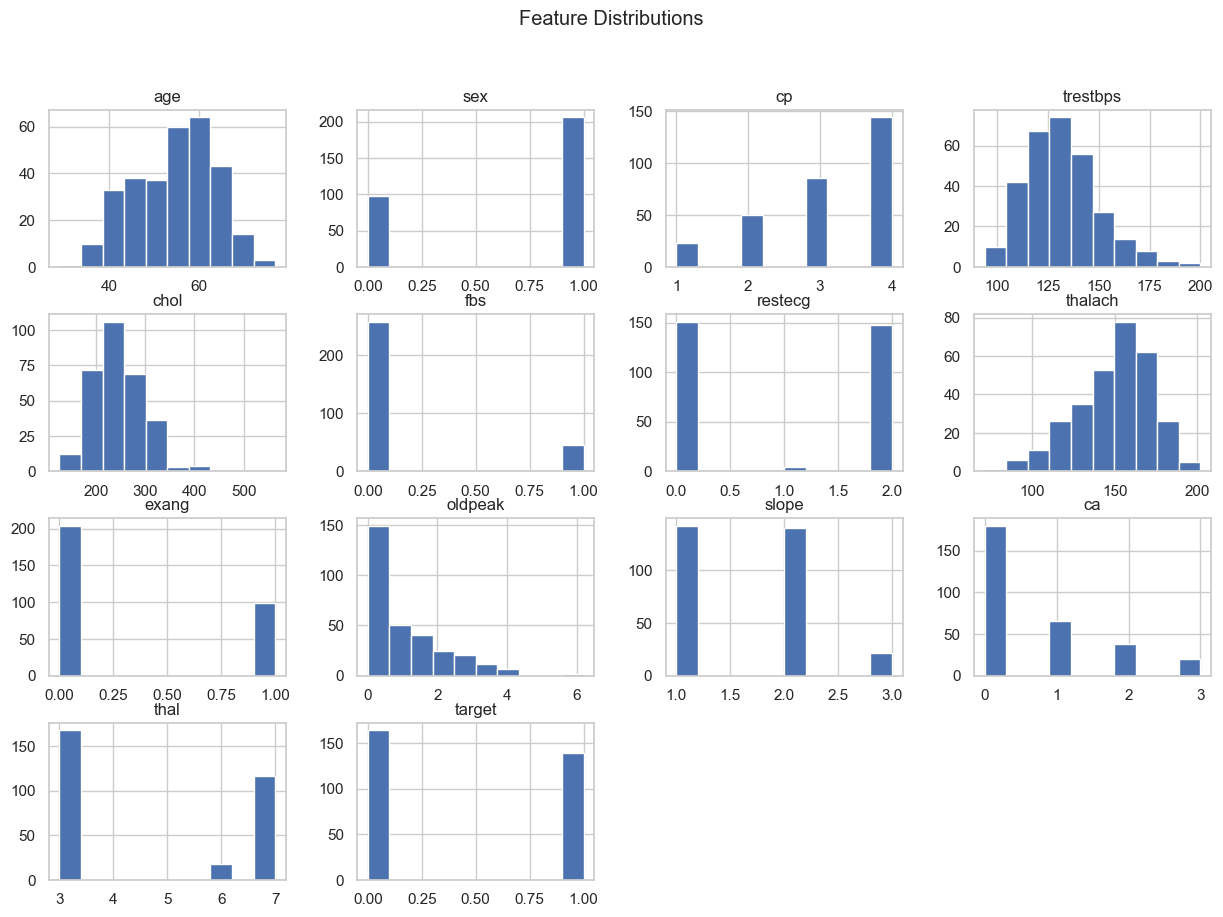 Feature Distributions
age sex cp trestbps
60 40 20 0
40 60
200 150 100 50 0
0.00 0.25 0.50 0.75 1.00
150 100 50 0
1 2 3 4
60 40 20 0
100 125 150 175 200
chol fbs restecg thalach
100 75 50 25 0
200 300 400 500
200 100 0
0.00 0.25 0.50 0.75 1.00
150 100 50 0
0.0 0.5 1.0 1.5 2.0
80 60 40 20 0
100 150 200
exang oldpeak slope ca
200 150 100 50 0
0.00 0.25 0.50 0.75 1.00
150 100 50 0
0 2 4 6
100 50 0
1.0 1.5 2.0 2.5 3.0
150 100 50 0
0 1 2 3
thal target
150 100 50 0
3 4 5 6 7
150 100 50 0
0.00 0.25 0.50 0.75 1.00